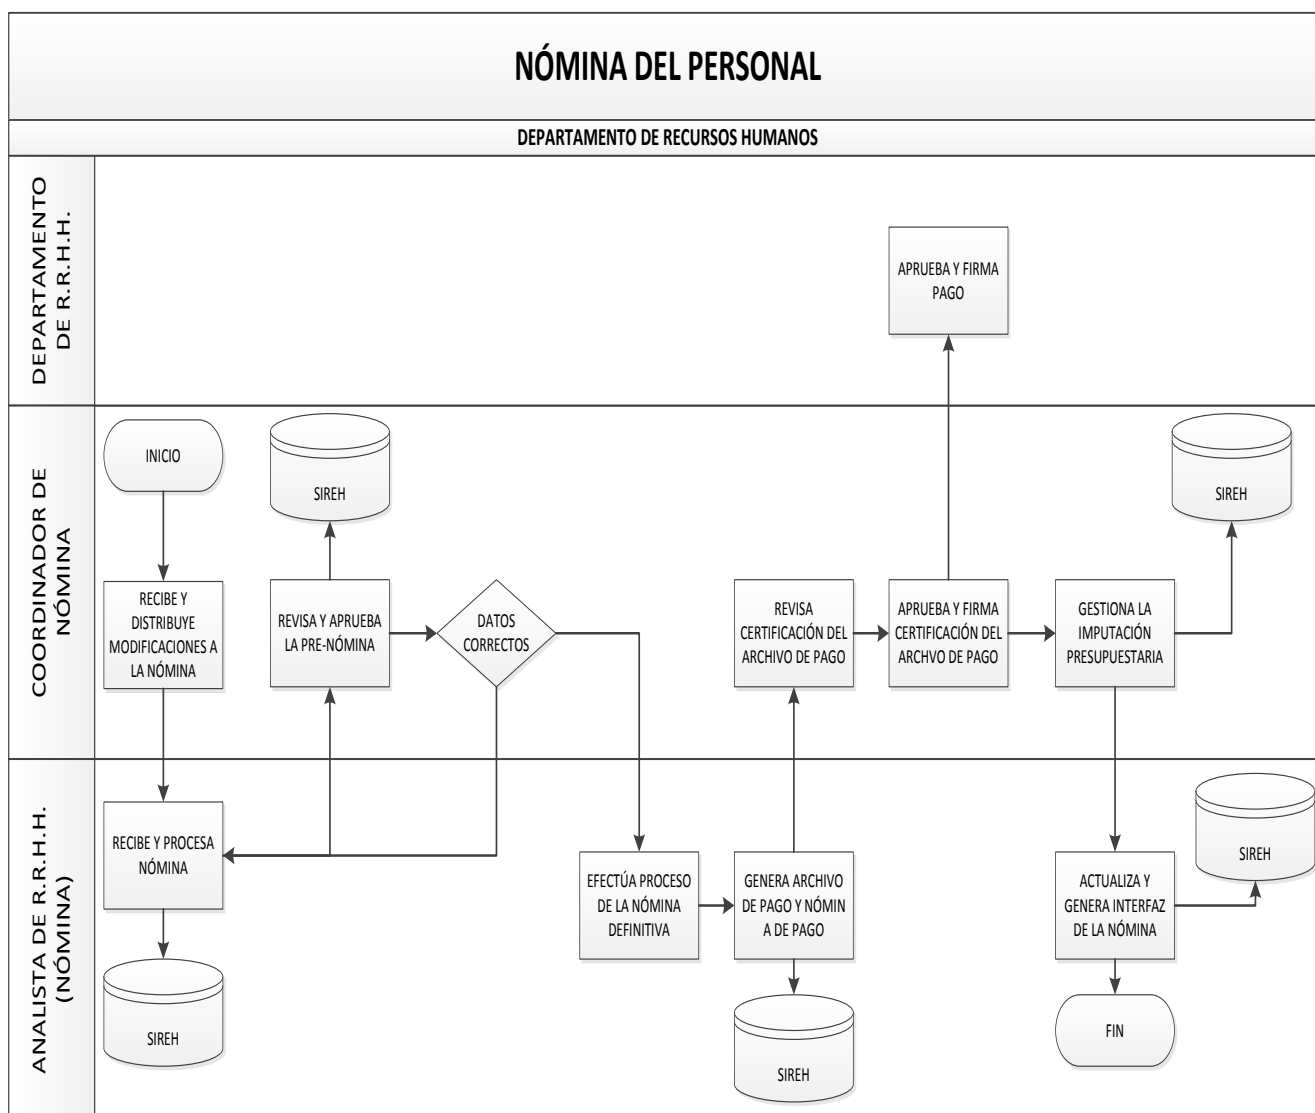 NÓMINA DEL PERSONAL
DEPARTAMENTO DE RECURSOS HUMANOS
DEPARTAMENTO
DE R.R.H.H.
APRUEBA Y FIRMA
PAGO
COORDINADOR DE
NÓMINA
INICIO
SIREH
SIREH
RECIBE Y
DISTRIBUYE
MODIFICACIONES A
LA NÓMINA
REVISA Y APRUEBA
LA PRE-NÓMINA
DATOS
CORRECTOS
REVISA
CERTIFICACIÓN DEL
ARCHIVO DE PAGO
APRUEBA Y FIRMA
CERTIFICACIÓN DEL
ARCHVO DE PAGO
GESTIONA LA
IMPUTACIÓN
PRESUPUESTARIA
ANALISTA DE R.R.H.H.
(NÓMINA)
RECIBE Y PROCESA
NÓMINA
SIREH
EFECTÚA PROCESO
DE LA NÓMINA
DEFINITIVA
GENERA ARCHIVO
DE PAGO Y NÓMIN
A DE PAGO
SIREH
ACTUALIZA Y
GENERA INTERFAZ
DE LA NÓMINA
SIREH
FIN